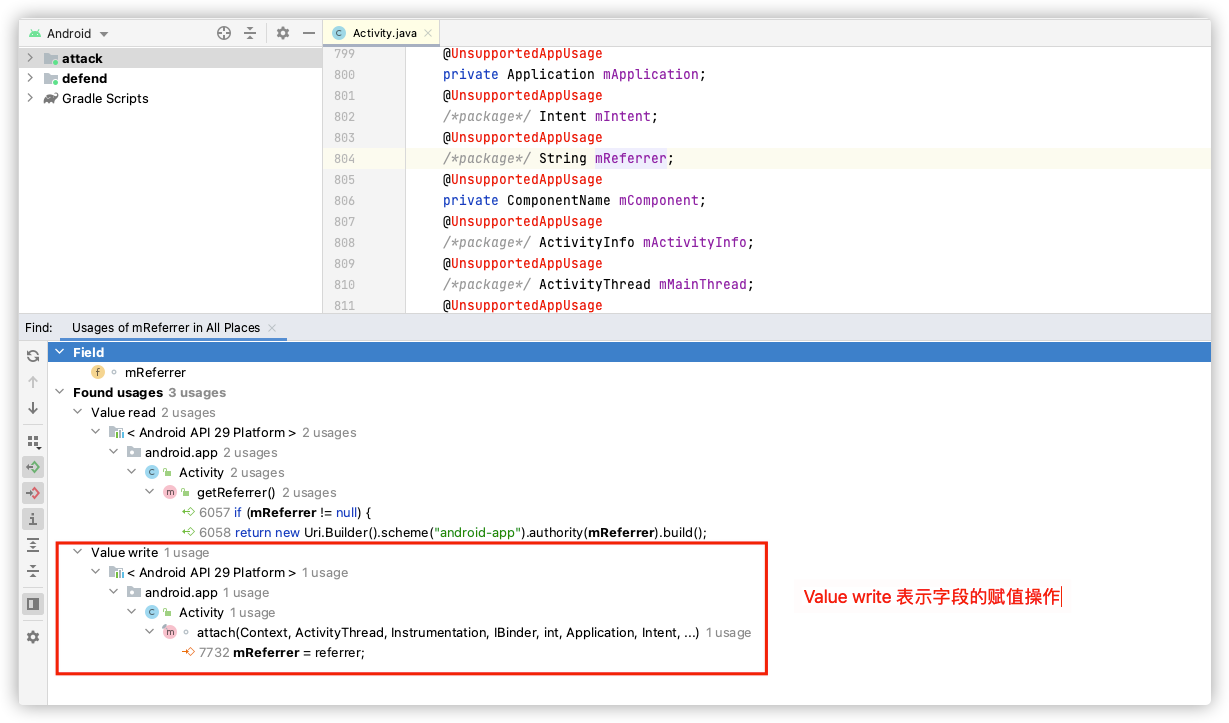 Android
Activity.java
attack
defend
Gradle Scripts
799 @UnsupportedAppUsage
800 private Application mApplication;
801 @UnsupportedAppUsage
802 /*package*/ Intent mIntent;
803 @UnsupportedAppUsage
804 /*package*/ String mReferrer;
805 @UnsupportedAppUsage
806 private ComponentName mComponent;
807 @UnsupportedAppUsage
808 /*package*/ ActivityInfo mActivityInfo;
809 @UnsupportedAppUsage
810 /*package*/ ActivityThread mMainThread;
811 @UnsupportedAppUsage
Find: Usages of mReferrer in All Places
Field
mReferrer
Found usages 3 usages
Value read 2 usages
< Android API 29 Platform > 2 usages
android.app 2 usages
Activity 2 usages
getReferrer() 2 usages
6057 if (mReferrer != null) {
6058 return new Uri.Builder().scheme("android-app").authority(mReferrer).build();
Value write 1 usage
< Android API 29 Platform > 1 usage
android.app 1 usage
Activity 1 usage
attach(Context, ActivityThread, Instrumentation, IBinder, int, Application, Intent, ...) 1 usage
7732 mReferrer = referrer;
Value write 表示字段的赋值操作